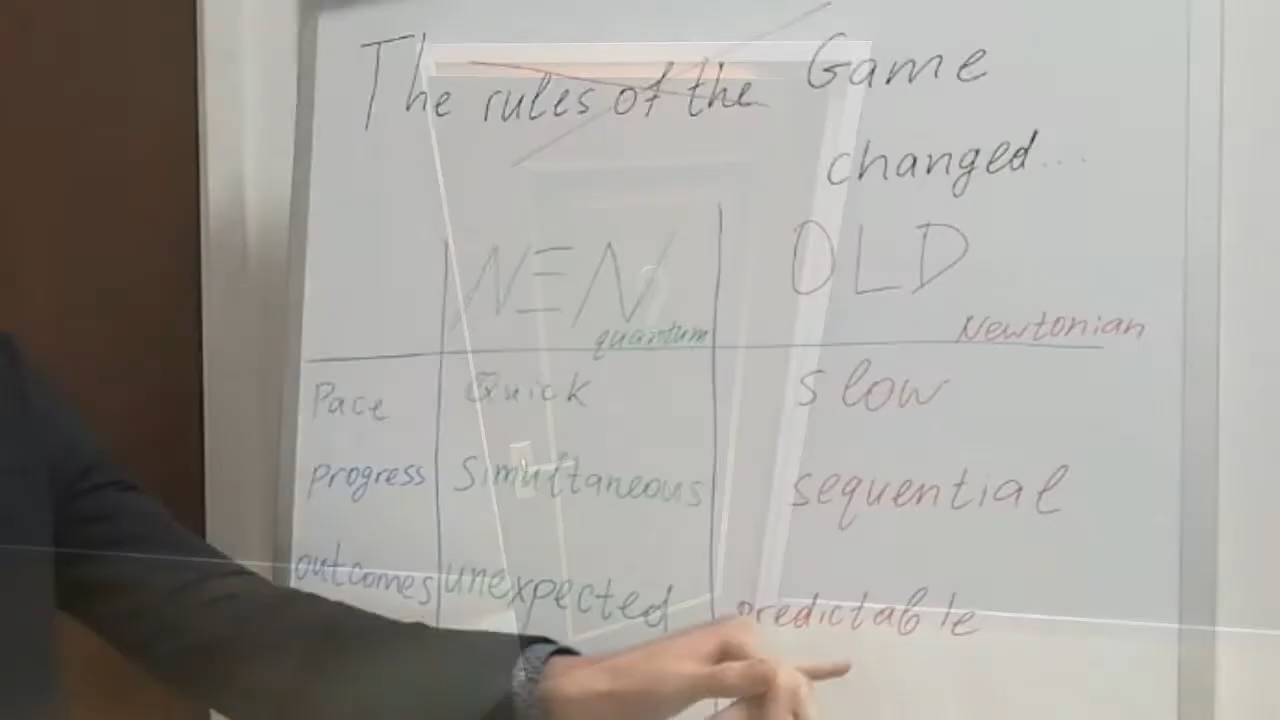 The rules of the Game
changed...
NEW OLD
quantum Newtonian
Pace Quick slow
progress Simultaneous sequential
outcomes unexpected predictable